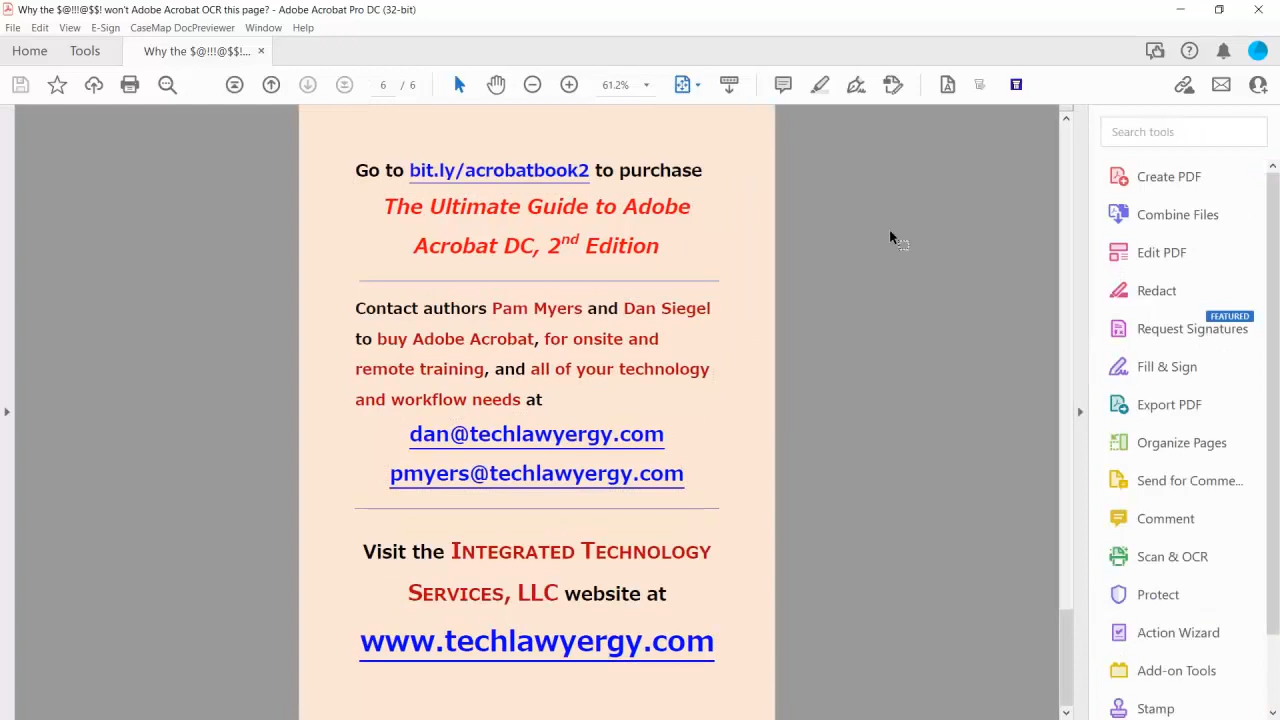 Why the $@!!!@$$! won't Adobe Acrobat OCR this page? - Adobe Acrobat Pro DC (32-bit)
File Edit View E-Sign CaseMap DocPreviewer Window Help
Home Tools Why the $@!!!@$$!... ×
6 / 6 61.2%
Search tools
Create PDF
Combine Files
Edit PDF
Redact
FEATURED
Request Signatures
Fill & Sign
Export PDF
Organize Pages
Send for Comme...
Comment
Scan & OCR
Protect
Action Wizard
Add-on Tools
Stamp
Go to bit.ly/acrobatbook2 to purchase
The Ultimate Guide to Adobe
Acrobat DC, 2nd Edition
Contact authors Pam Myers and Dan Siegel
to buy Adobe Acrobat, for onsite and
remote training, and all of your technology
and workflow needs at
dan@techlawyergy.com
pmyers@techlawyergy.com
Visit the INTEGRATED TECHNOLOGY
SERVICES, LLC website at
www.techlawyergy.com